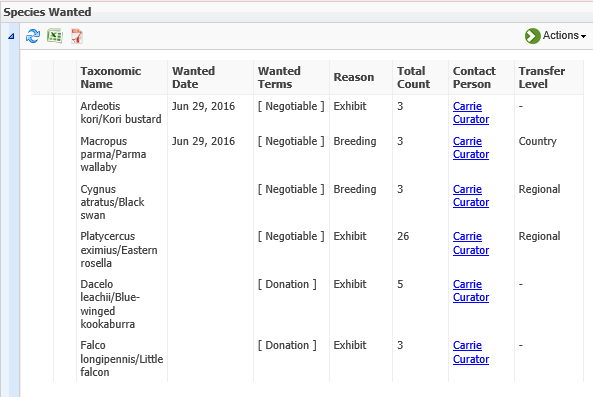 Species Wanted
Actions
Taxonomic Name Wanted Date Wanted Terms Reason Total Count Contact Person Transfer Level
Ardeotis kori/Kori bustard Jun 29, 2016 [ Negotiable ] Exhibit 3 Carrie Curator -
Macropus parma/Parma wallaby Jun 29, 2016 [ Negotiable ] Breeding 3 Carrie Curator Country
Cygnus atratus/Black swan [ Negotiable ] Breeding 3 Carrie Curator Regional
Platycercus eximius/Eastern rosella [ Negotiable ] Exhibit 26 Carrie Curator Regional
Dacelo leachii/Blue-winged kookaburra [ Donation ] Exhibit 5 Carrie Curator -
Falco longipennis/Little falcon [ Donation ] Exhibit 3 Carrie Curator -